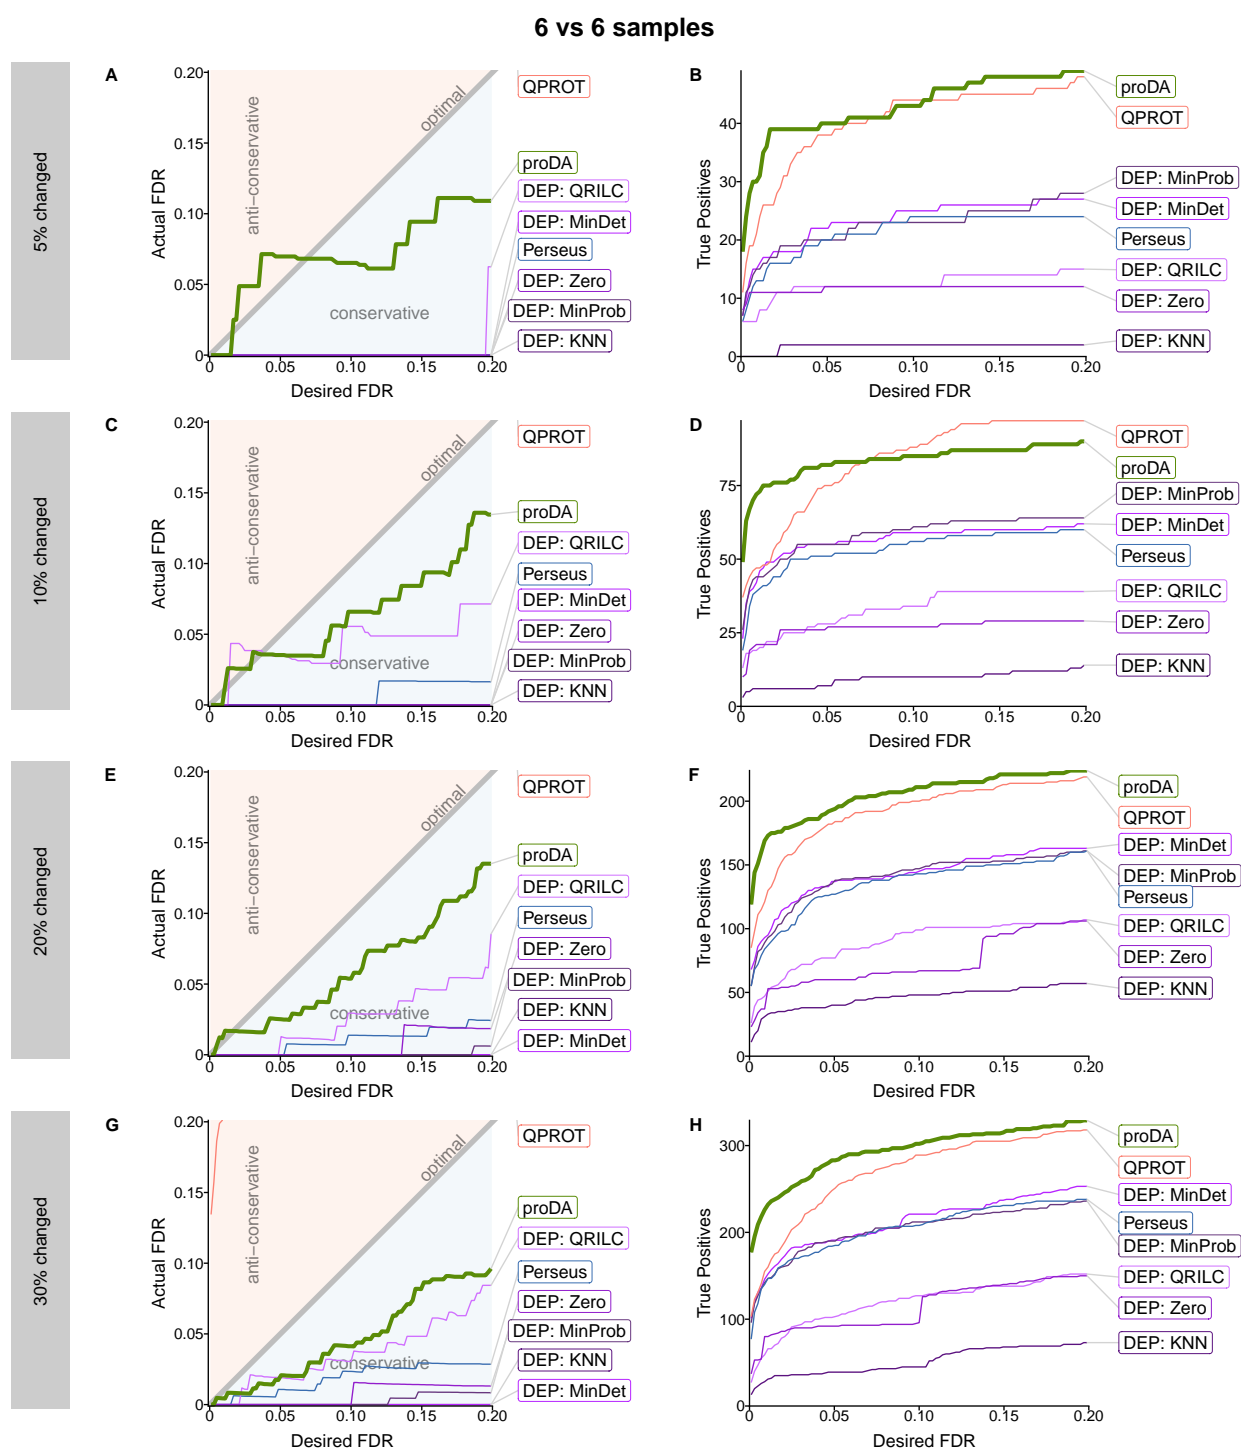 6 vs 6 samples
5% changed
A
Actual FDR
0.20
0.15
0.10
0.05
0
anti−conservative
optimal
conservative
0
0.05
0.10
0.15
0.20
Desired FDR
QPROT
proDA
DEP: QRILC
DEP: MinDet
Perseus
DEP: Zero
DEP: MinProb
DEP: KNN
B
True Positives
40
30
20
10
0
0
0.05
0.10
0.15
0.20
Desired FDR
proDA
QPROT
DEP: MinProb
DEP: MinDet
Perseus
DEP: QRILC
DEP: Zero
DEP: KNN
10% changed
C
Actual FDR
0.20
0.15
0.10
0.05
0
anti−conservative
optimal
conservative
0
0.05
0.10
0.15
0.20
Desired FDR
QPROT
proDA
DEP: QRILC
Perseus
DEP: MinDet
DEP: Zero
DEP: MinProb
DEP: KNN
D
True Positives
75
50
25
0
0
0.05
0.10
0.15
0.20
Desired FDR
QPROT
proDA
DEP: MinProb
DEP: MinDet
Perseus
DEP: QRILC
DEP: Zero
DEP: KNN
20% changed
E
Actual FDR
0.20
0.15
0.10
0.05
0
anti−conservative
optimal
conservative
0
0.05
0.10
0.15
0.20
Desired FDR
QPROT
proDA
DEP: QRILC
Perseus
DEP: Zero
DEP: MinProb
DEP: KNN
DEP: MinDet
F
True Positives
200
150
100
50
0
0
0.05
0.10
0.15
0.20
Desired FDR
proDA
QPROT
DEP: MinDet
DEP: MinProb
Perseus
DEP: QRILC
DEP: Zero
DEP: KNN
30% changed
G
Actual FDR
0.20
0.15
0.10
0.05
0
anti−conservative
optimal
conservative
0
0.05
0.10
0.15
0.20
Desired FDR
QPROT
proDA
DEP: QRILC
Perseus
DEP: Zero
DEP: MinProb
DEP: KNN
DEP: MinDet
H
True Positives
300
200
100
0
0
0.05
0.10
0.15
0.20
Desired FDR
proDA
QPROT
DEP: MinDet
Perseus
DEP: MinProb
DEP: QRILC
DEP: Zero
DEP: KNN